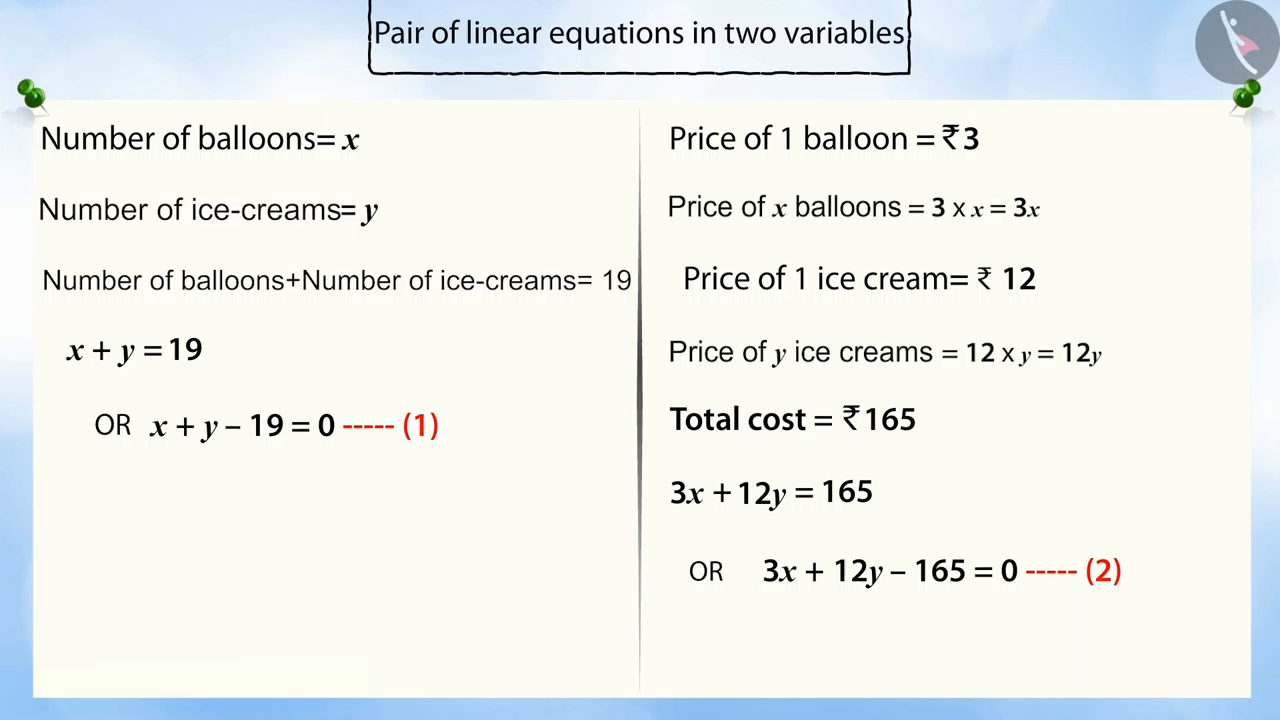 Pair of linear equations in two variables
Number of balloons= x
Number of ice-creams= y
Number of balloons+Number of ice-creams= 19
x + y = 19
OR x + y – 19 = 0 ----- (1)
Price of 1 balloon = ₹3
Price of x balloons = 3 x x = 3x
Price of 1 ice cream= ₹ 12
Price of y ice creams = 12 x y = 12y
Total cost = ₹165
3x + 12y = 165
OR 3x + 12y – 165 = 0 ----- (2)